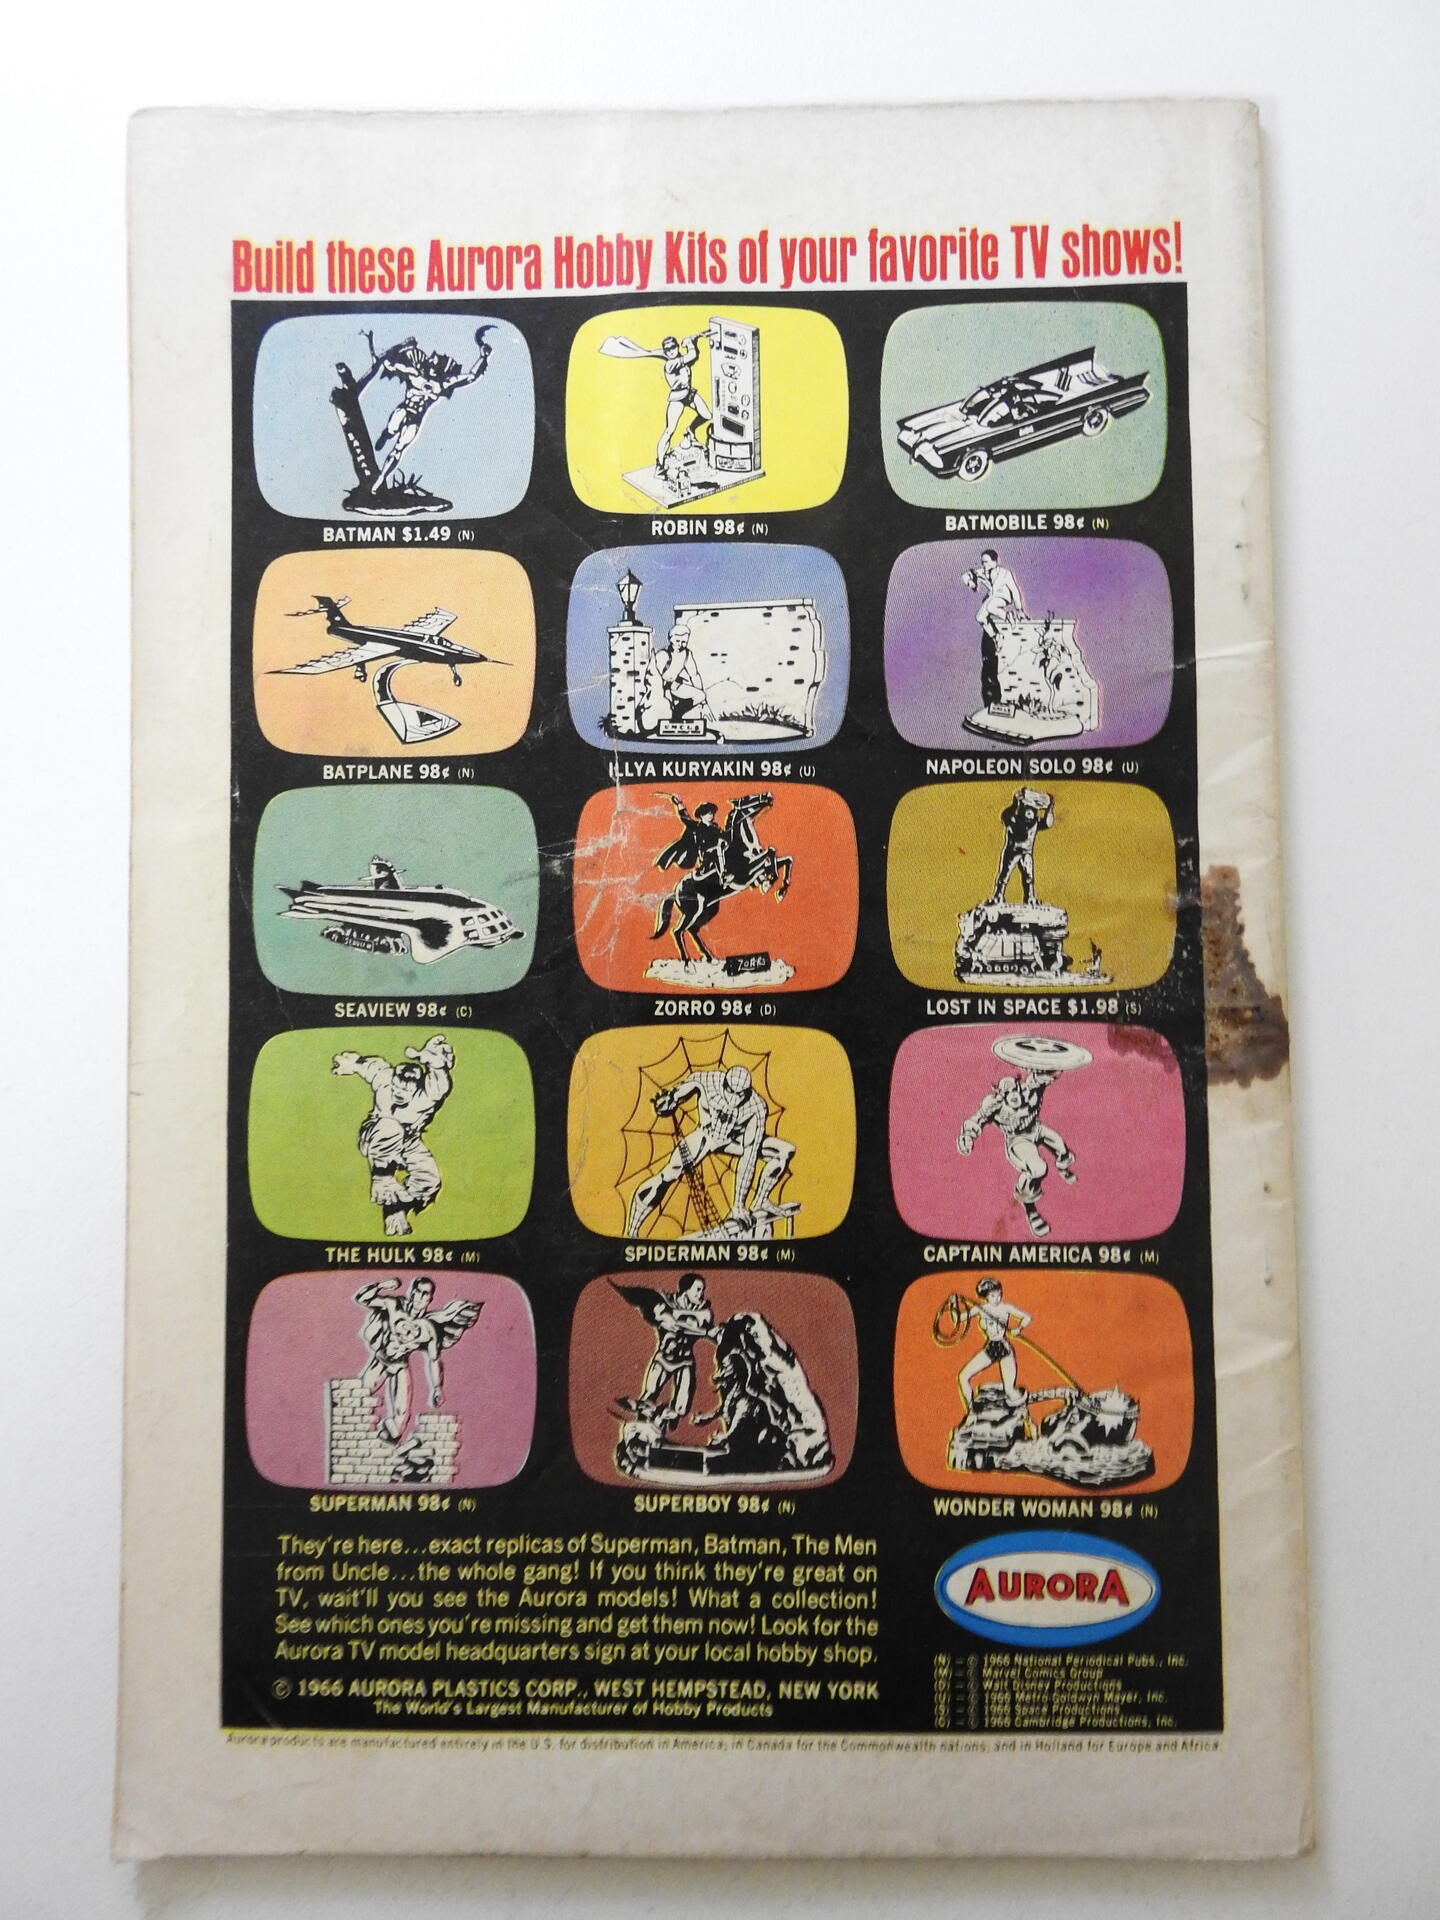 Build these Aurora Hobby Kits of your favorite TV shows!
BATMAN
BATMAN $1.49 (N)
ROBIN 98¢ (N)
BATMOBILE 98¢ (N)
UNCLE
BATPLANE 98¢ (N)
ILLYA KURYAKIN 98¢ (U)
NAPOLEON SOLO 98¢ (U)
ZORRO
SEAVIEW 98¢ (C)
ZORRO 98¢ (D)
LOST IN SPACE $1.98 (S)
THE HULK 98¢ (M)
SPIDERMAN 98¢ (M)
CAPTAIN AMERICA 98¢ (M)
SUPERMAN 98¢ (N)
SUPERBOY 98¢ (N)
WONDER WOMAN 98¢ (N)
They're here...exact replicas of Superman, Batman, The Men
from Uncle...the whole gang! If you think they're great on
TV, wait'll you see the Aurora models! What a collection!
See which ones you're missing and get them now! Look for the
Aurora TV model headquarters sign at your local hobby shop.
© 1966 AURORA PLASTICS CORP., WEST HEMPSTEAD, NEW YORK
The World's Largest Manufacturer of Hobby Products
AURORA
(N) – © 1966 National Periodical Pubs., Inc.
(M) – © Marvel Comics Group
(D) – © Walt Disney Productions
(U) – © 1966 Metro-Goldwyn Mayer, Inc.
(S) – © 1966 Space Productions
(C) – © 1966 Cambridge Productions, Inc.
Aurora products are manufactured entirely in the U.S. for distribution in America, in Canada for the Commonwealth nations, and in Holland for Europe and Africa.